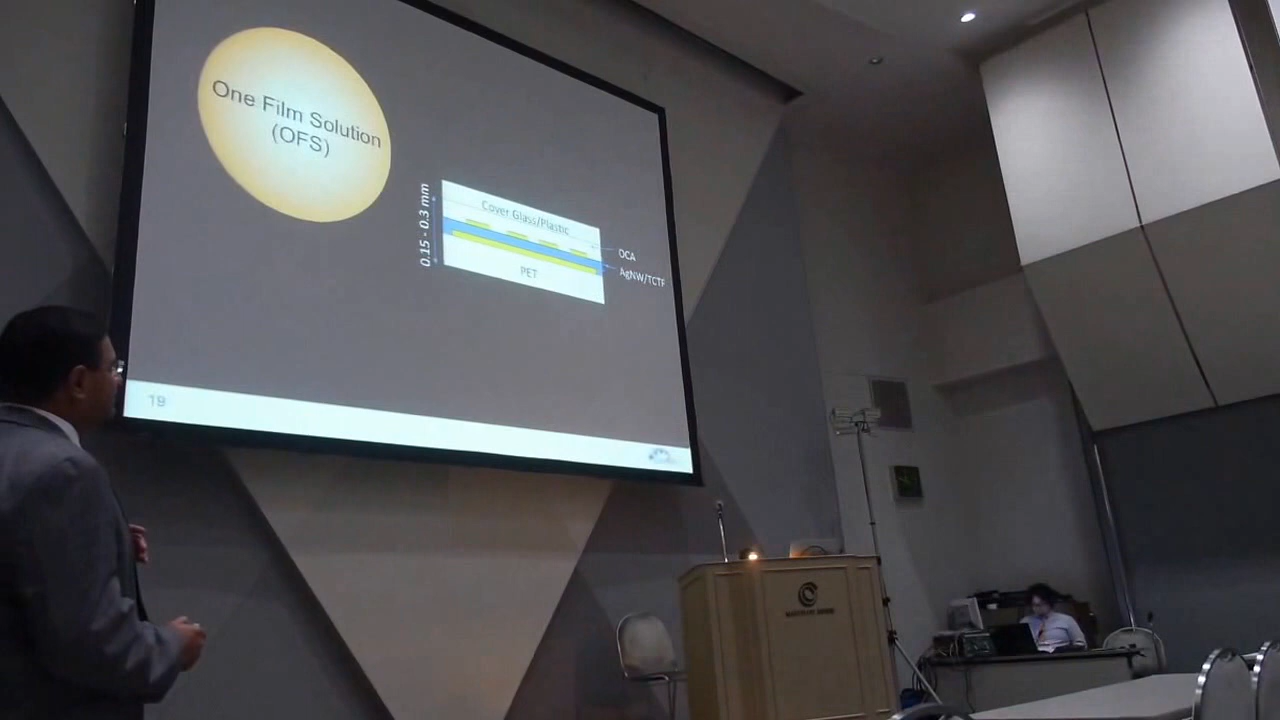 One Film Solution
(OFS)
0.15 - 0.3 mm
Cover Glass/Plastic
OCA
AgNW/TCTF
PET
19